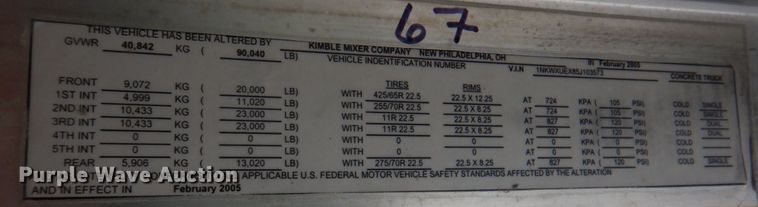 67
THIS VEHICLE HAS BEEN ALTERED BY KIMBLE MIXER COMPANY NEW PHILADELPHIA, OH IN February 2005
GVWR 40,842 KG ( 90,040 LB) VEHICLE INDENTIFICATION NUMBER V.I.N 1NKWXUEX85J103573
TIRES RIMS CONCRETE TRUCK
FRONT 9,072 KG ( 20,000 LB) WITH 425/65R 22.5 22.5 X 12.25 AT 724 KPA ( 105 PSI) COLD SINGLE
1ST INT 4,999 KG ( 11,020 LB) WITH 255/70R 22.5 22.5 X 8.25 AT 724 KPA ( 105 PSI) COLD SINGLE
2ND INT 10,433 KG ( 23,000 LB) WITH 11R 22.5 22.5 X 8.25 AT 827 KPA ( 120 PSI) COLD DUAL
3RD INT 10,433 KG ( 23,000 LB) WITH 11R 22.5 22.5 X 8.25 AT 827 KPA ( 120 PSI) COLD DUAL
4TH INT 0 KG ( 0 LB) WITH 0 0 AT 0 KPA ( 0 PSI) COLD
5TH INT 0 KG ( 0 LB) WITH 0 0 AT 0 KPA ( 0 PSI) COLD
REAR 5,906 KG ( 13,020 LB) WITH 275/70R 22.5 22.5 X 8.25 AT 827 KPA ( 120 PSI) COLD SINGLE
APPLICABLE U.S. FEDERAL MOTOR VEHICLE SAFETY STANDARDS AFFECTED BY THE ALTERATION
AND IN EFFECT IN February 2005
Purple Wave Auction